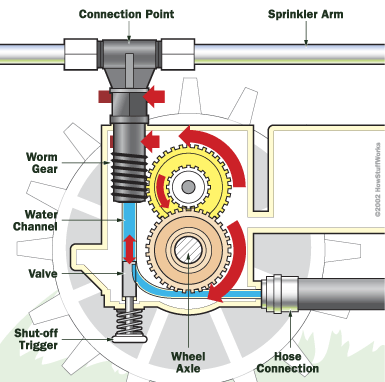 Connection Point
Sprinkler Arm
Worm
Gear
Water
Channel
Valve
Shut-off
Trigger
Wheel
Axle
Hose
Connection
©2002 HowStuffWorks